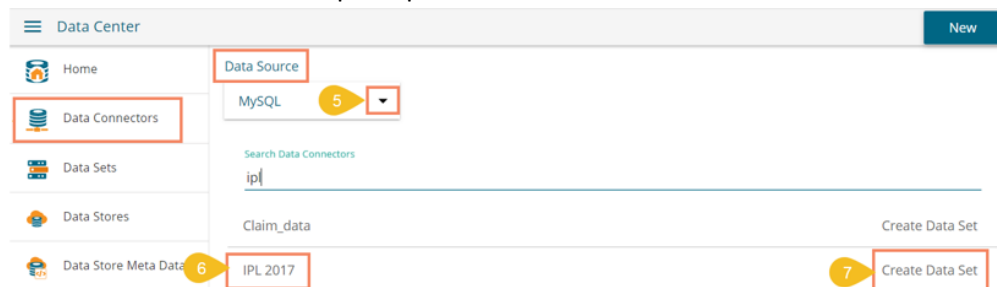 Data Center
New
Home
Data Source
MySQL
5
Data Connectors
Search Data Connectors
ipl
Data Sets
Data Stores
Claim_data
Create Data Set
Data Store Meta Data
6
IPL 2017
7
Create Data Set